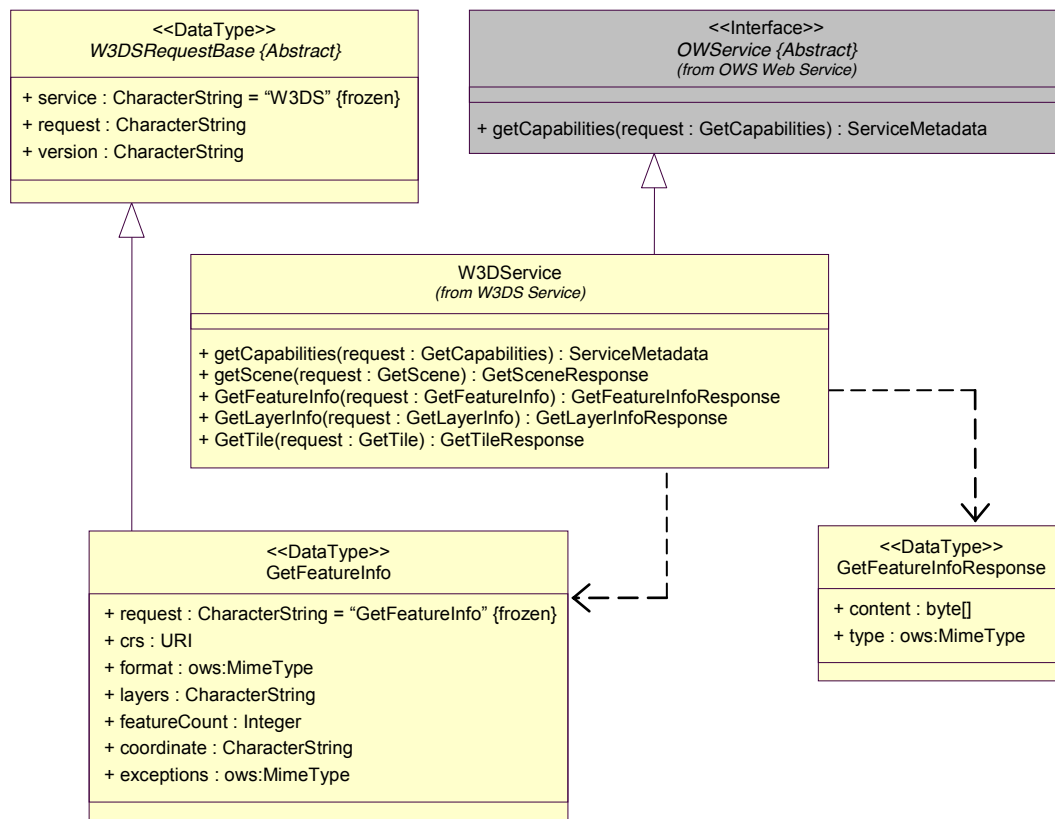 <<DataType>>
W3DSRequestBase {Abstract}
+ service : CharacterString = “W3DS” {frozen}
+ request : CharacterString
+ version : CharacterString
<<Interface>>
OWService {Abstract}
(from OWS Web Service)
+ getCapabilities(request : GetCapabilities) : ServiceMetadata
W3DService
(from W3DS Service)
+ getCapabilities(request : GetCapabilities) : ServiceMetadata
+ getScene(request : GetScene) : GetSceneResponse
+ GetFeatureInfo(request : GetFeatureInfo) : GetFeatureInfoResponse
+ GetLayerInfo(request : GetLayerInfo) : GetLayerInfoResponse
+ GetTile(request : GetTile) : GetTileResponse
<<DataType>>
GetFeatureInfo
+ request : CharacterString = “GetFeatureInfo” {frozen}
+ crs : URI
+ format : ows:MimeType
+ layers : CharacterString
+ featureCount : Integer
+ coordinate : CharacterString
+ exceptions : ows:MimeType
<<DataType>>
GetFeatureInfoResponse
+ content : byte[]
+ type : ows:MimeType